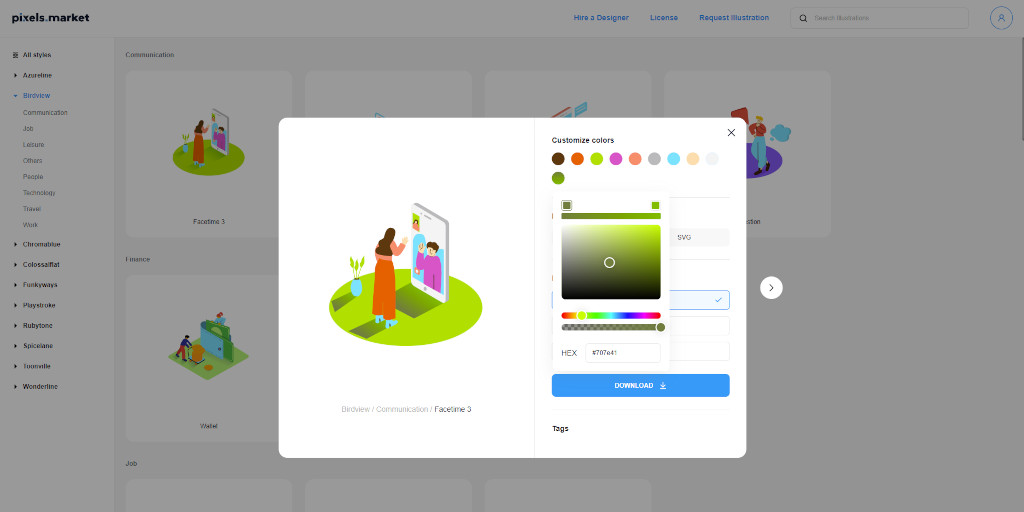 pixels.market
Hire a Designer
License
Request Illustration
Search Illustrations
All styles
Azureline
Birdview
Communication
Job
Leisure
Others
People
Technology
Travel
Work
Chromablue
Colossalflat
Funkyways
Playstroke
Rubytone
Spicelane
Toonville
Wonderline
Communication
Facetime 3
Finance
Wallet
Job
Birdview / Communication / Facetime 3
Customize colors
SVG
HEX
#707e41
DOWNLOAD
Tags